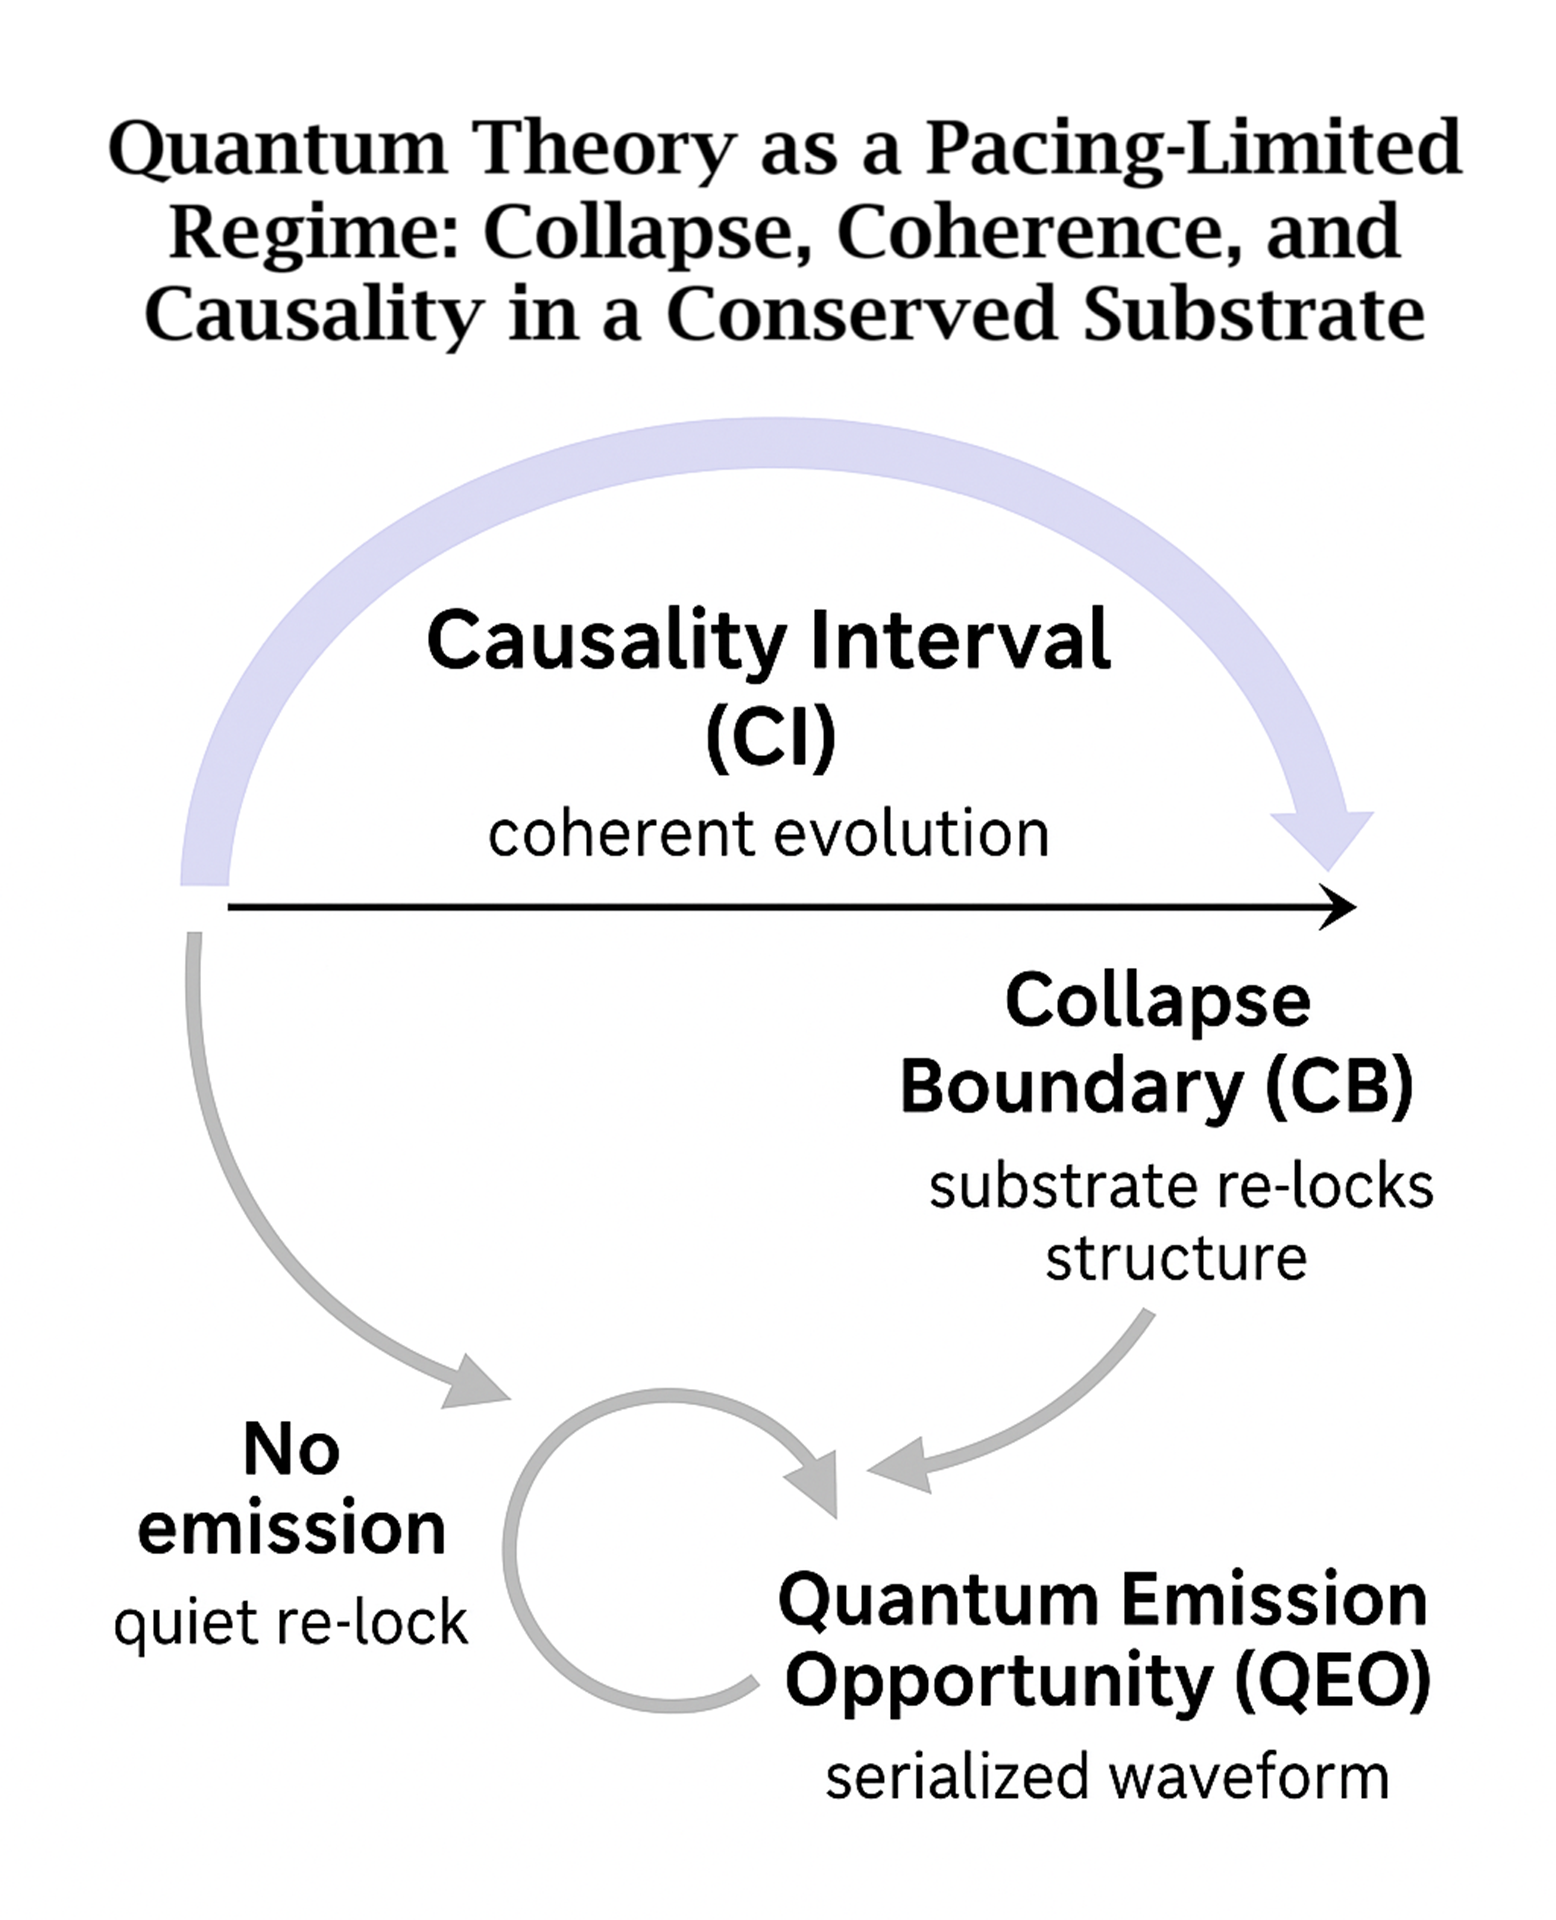 Quantum Theory as a Pacing-Limited
Regime: Collapse, Coherence, and
Causality in a Conserved Substrate
Causality Interval
(CI)
coherent evolution
Collapse
Boundary (CB)
substrate re-locks
structure
No
emission
quiet re-lock
Quantum Emission
Opportunity (QEO)
serialized waveform